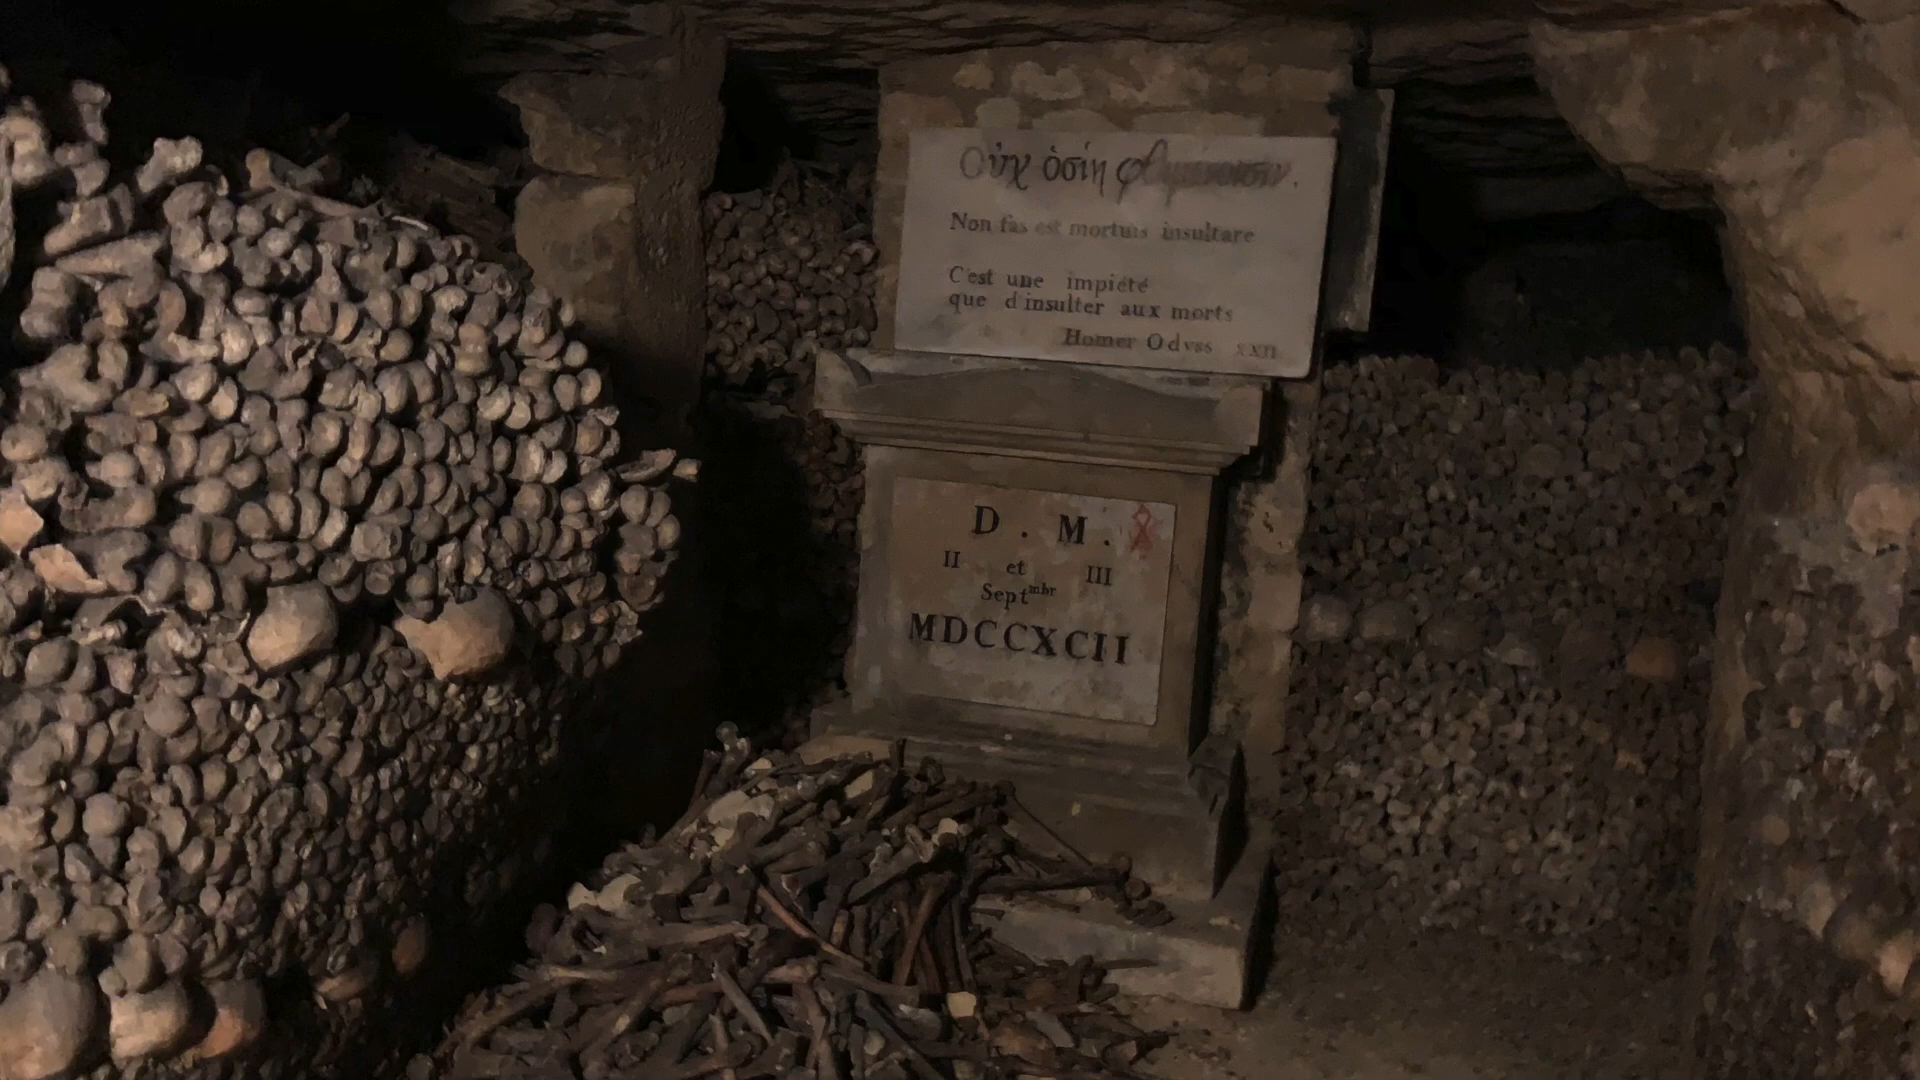 Οὐχ ὁσίη
Non fas est mortuis insultare
C'est une impiété
que d'insulter aux morts
Homer Odyss XXII
D . M .
II et III
Septmbr
MDCCXCII